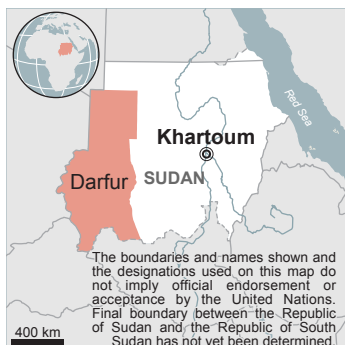 Red Sea
Khartoum
Darfur
SUDAN
The boundaries and names shown and
the designations used on this map do
not imply official endorsement or
acceptance by the United Nations.
Final boundary between the Republic
of Sudan and the Republic of South
Sudan has not yet been determined.
400 km